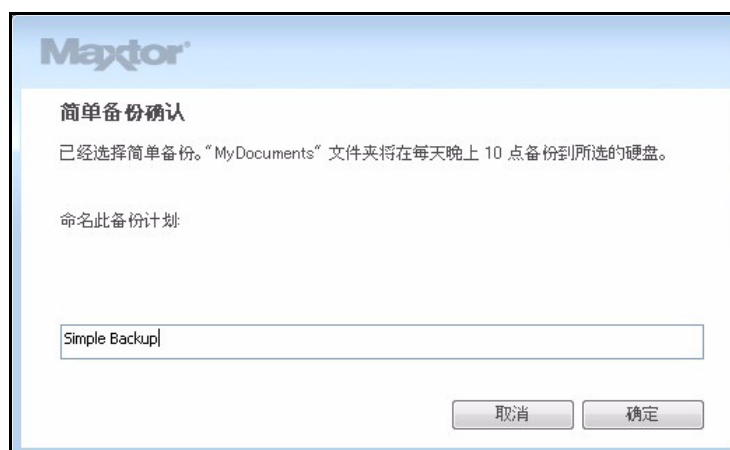 Maxtor®
简单备份确认
已经选择简单备份。“MyDocuments” 文件夹将在每天晚上 10 点备份到所选的硬盘。
命名此备份计划:
Simple Backup
取消
确定